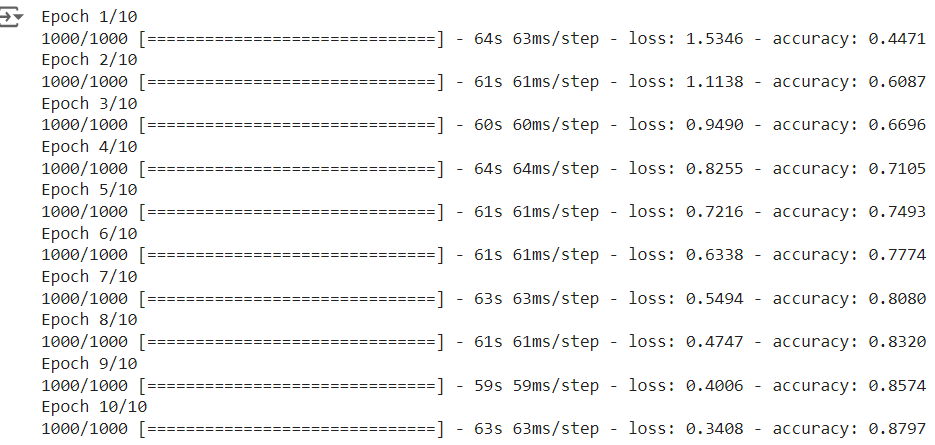 Epoch 1/10
1000/1000 [==============================] - 64s 63ms/step - loss: 1.5346 - accuracy: 0.4471
Epoch 2/10
1000/1000 [==============================] - 61s 61ms/step - loss: 1.1138 - accuracy: 0.6087
Epoch 3/10
1000/1000 [==============================] - 60s 60ms/step - loss: 0.9490 - accuracy: 0.6696
Epoch 4/10
1000/1000 [==============================] - 64s 64ms/step - loss: 0.8255 - accuracy: 0.7105
Epoch 5/10
1000/1000 [==============================] - 61s 61ms/step - loss: 0.7216 - accuracy: 0.7493
Epoch 6/10
1000/1000 [==============================] - 61s 61ms/step - loss: 0.6338 - accuracy: 0.7774
Epoch 7/10
1000/1000 [==============================] - 63s 63ms/step - loss: 0.5494 - accuracy: 0.8080
Epoch 8/10
1000/1000 [==============================] - 61s 61ms/step - loss: 0.4747 - accuracy: 0.8320
Epoch 9/10
1000/1000 [==============================] - 59s 59ms/step - loss: 0.4006 - accuracy: 0.8574
Epoch 10/10
1000/1000 [==============================] - 63s 63ms/step - loss: 0.3408 - accuracy: 0.8797